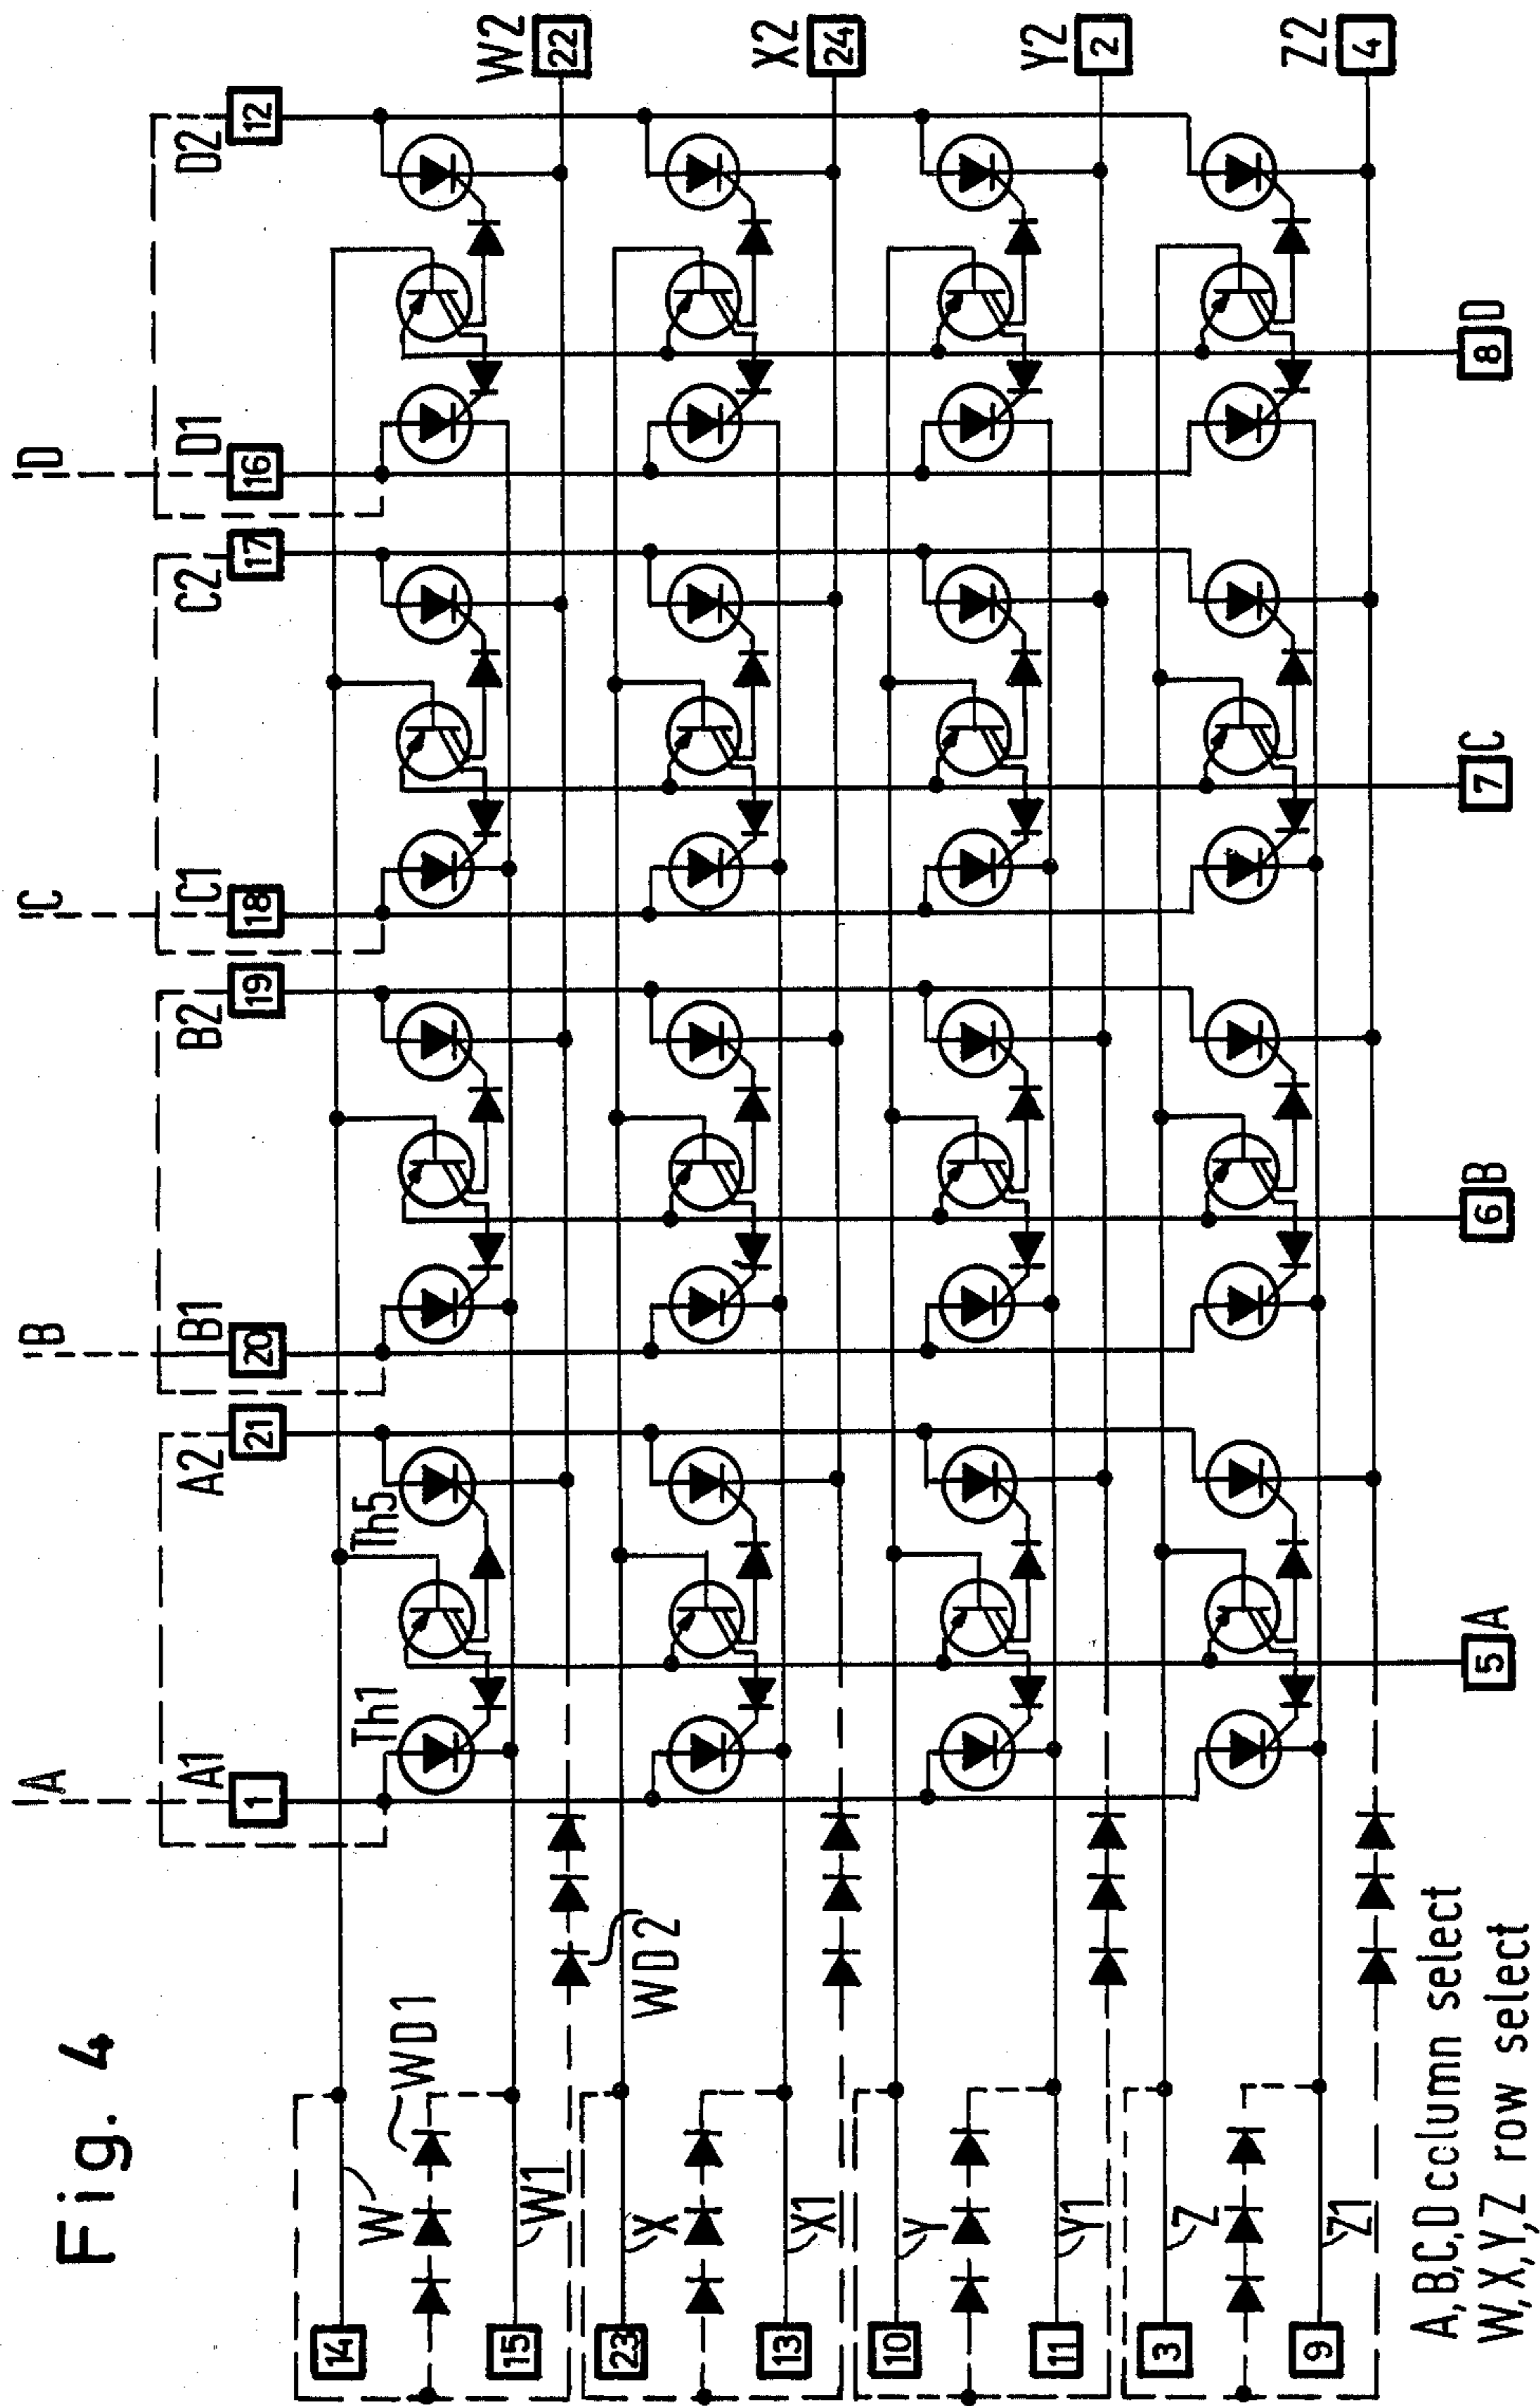 Fig. 4
A
B
C
D
A1
A2
B1
B2
C1
C2
D1
D2
1
21
20
19
18
17
16
12
Th1
Th5
14
W
WD1
15
W1
W2
22
WD2
23
X
13
X1
X2
24
10
Y
11
Y1
Y2
2
3
Z
9
Z1
Z2
4
5 A
6 B
7 C
8 D
A,B,C,D cclumn select
W,X,Y,Z row select